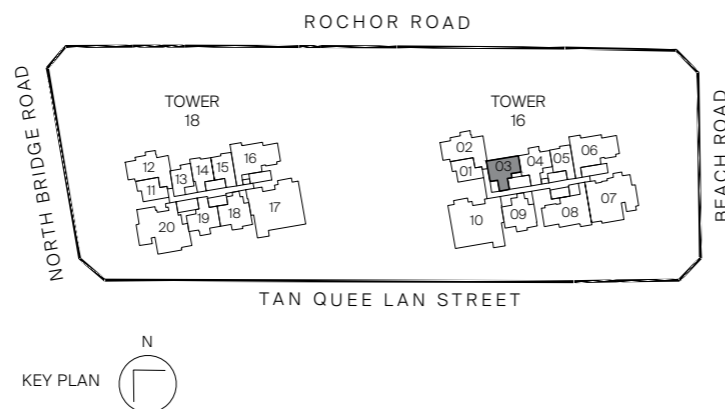 ROCHOR ROAD
NORTH BRIDGE ROAD
BEACH ROAD
TOWER
18
TOWER
16
12
11
13
14
15
16
20
19
18
17
02
01
03
04
05
06
10
09
08
07
TAN QUEE LAN STREET
N
KEY PLAN